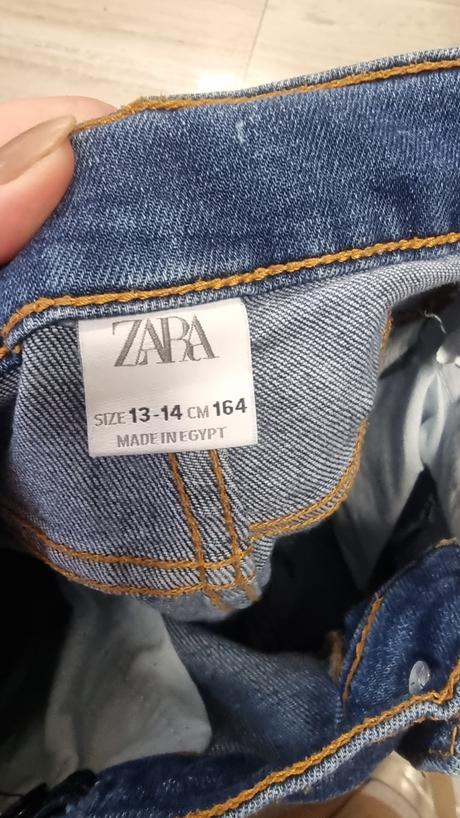 ZARA
SIZE 13-14 CM 164
MADE IN EGYPT